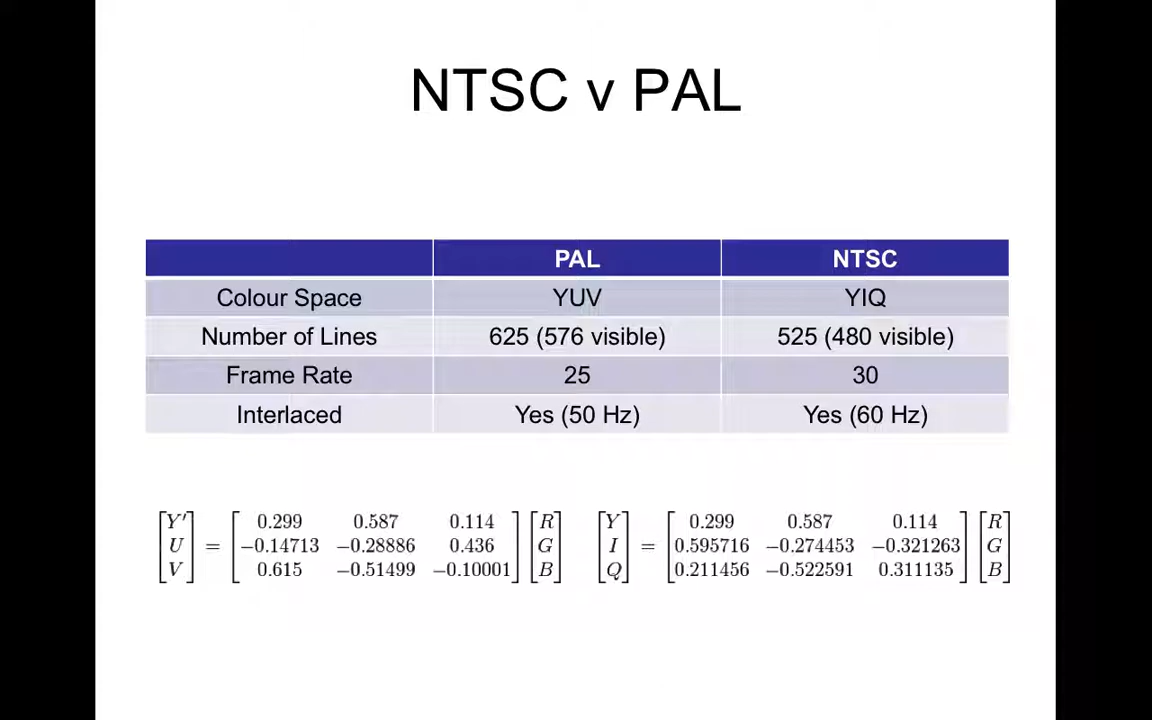 NTSC v PAL
PAL NTSC
Colour Space YUV YIQ
Number of Lines 625 (576 visible) 525 (480 visible)
Frame Rate 25 30
Interlaced Yes (50 Hz) Yes (60 Hz)
[Y′] [0.299 0.587 0.114] [R] [Y] [0.299 0.587 0.114] [R]
[U] = [−0.14713 −0.28886 0.436] [G] [I] = [0.595716 −0.274453 −0.321263] [G]
[V] [0.615 −0.51499 −0.10001] [B] [Q] [0.211456 −0.522591 0.311135] [B]